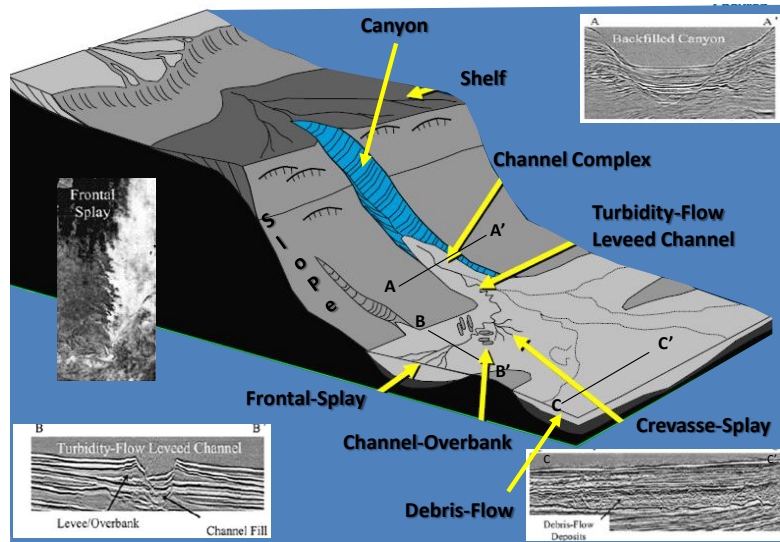 A A'
Backfilled Canyon
Canyon
Shelf
Channel Complex
Turbidity-Flow
Leveed Channel
Frontal
Splay
Slope
A'
A
B
B'
C'
C
Frontal-Splay
Channel-Overbank
Crevasse-Splay
Debris-Flow
B B'
Turbidity-Flow Leveed Channel
Levee/Overbank
Channel Fill
C C'
Debris-Flow
Deposits